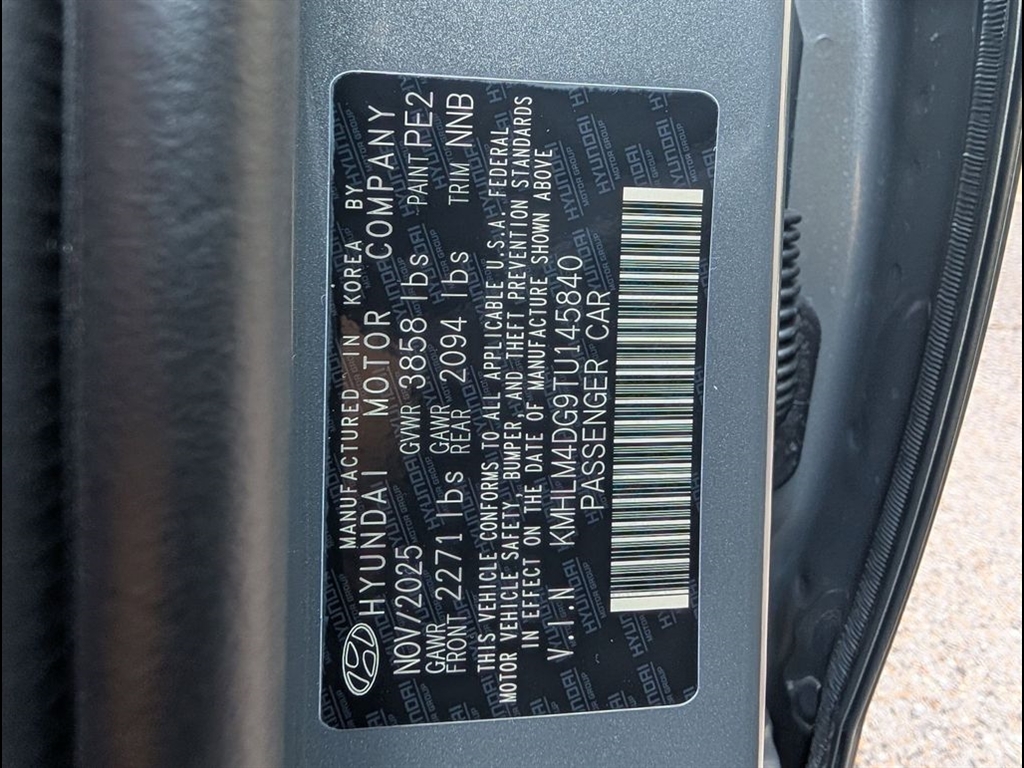 MANUFACTURED IN KOREA BY
HYUNDAI MOTOR COMPANY
NOV/2025 GVWR 3858 lbs PAINT PE2
GAWR FRONT 2271 lbs GAWR REAR 2094 lbs TRIM NNB
THIS VEHICLE CONFORMS TO ALL APPLICABLE U.S.A. FEDERAL
MOTOR VEHICLE SAFETY, BUMPER, AND THEFT PREVENTION STANDARDS
IN EFFECT ON THE DATE OF MANUFACTURE SHOWN ABOVE.
V.I.N KMHLM4DG9TU145840
PASSENGER CAR